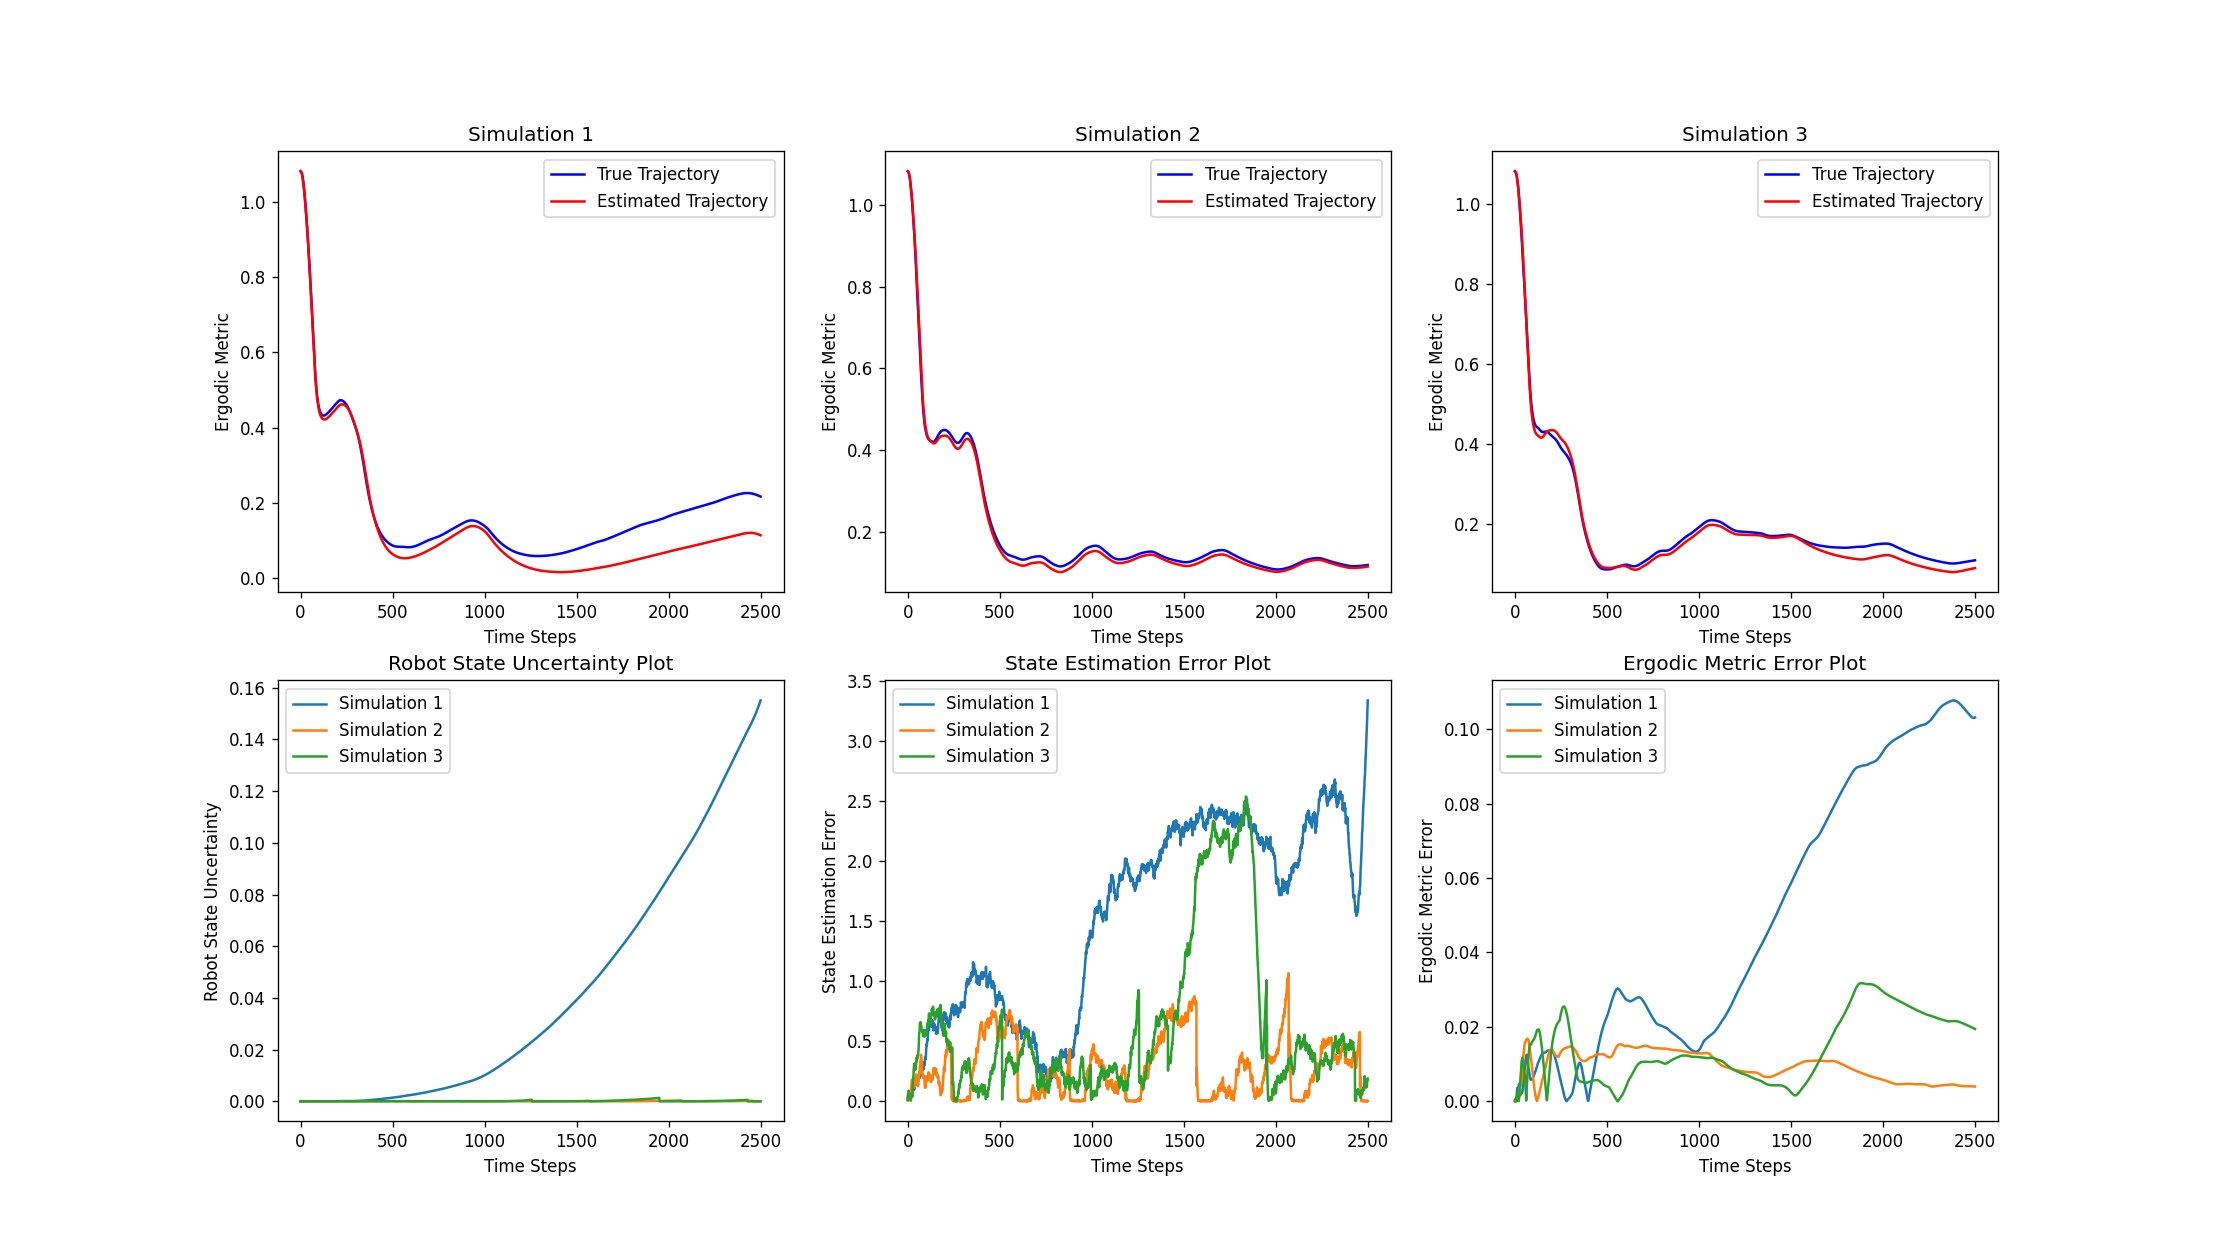 Simulation 1
True Trajectory
Estimated Trajectory
Ergodic Metric
1.0
0.8
0.6
0.4
0.2
0.0
0 500 1000 1500 2000 2500
Time Steps
Simulation 2
True Trajectory
Estimated Trajectory
Ergodic Metric
1.0
0.8
0.6
0.4
0.2
0 500 1000 1500 2000 2500
Time Steps
Simulation 3
True Trajectory
Estimated Trajectory
Ergodic Metric
1.0
0.8
0.6
0.4
0.2
0 500 1000 1500 2000 2500
Time Steps
Robot State Uncertainty Plot
Simulation 1
Simulation 2
Simulation 3
Robot State Uncertainty
0.16
0.14
0.12
0.10
0.08
0.06
0.04
0.02
0.00
0 500 1000 1500 2000 2500
Time Steps
State Estimation Error Plot
Simulation 1
Simulation 2
Simulation 3
State Estimation Error
3.5
3.0
2.5
2.0
1.5
1.0
0.5
0.0
0 500 1000 1500 2000 2500
Time Steps
Ergodic Metric Error Plot
Simulation 1
Simulation 2
Simulation 3
Ergodic Metric Error
0.10
0.08
0.06
0.04
0.02
0.00
0 500 1000 1500 2000 2500
Time Steps